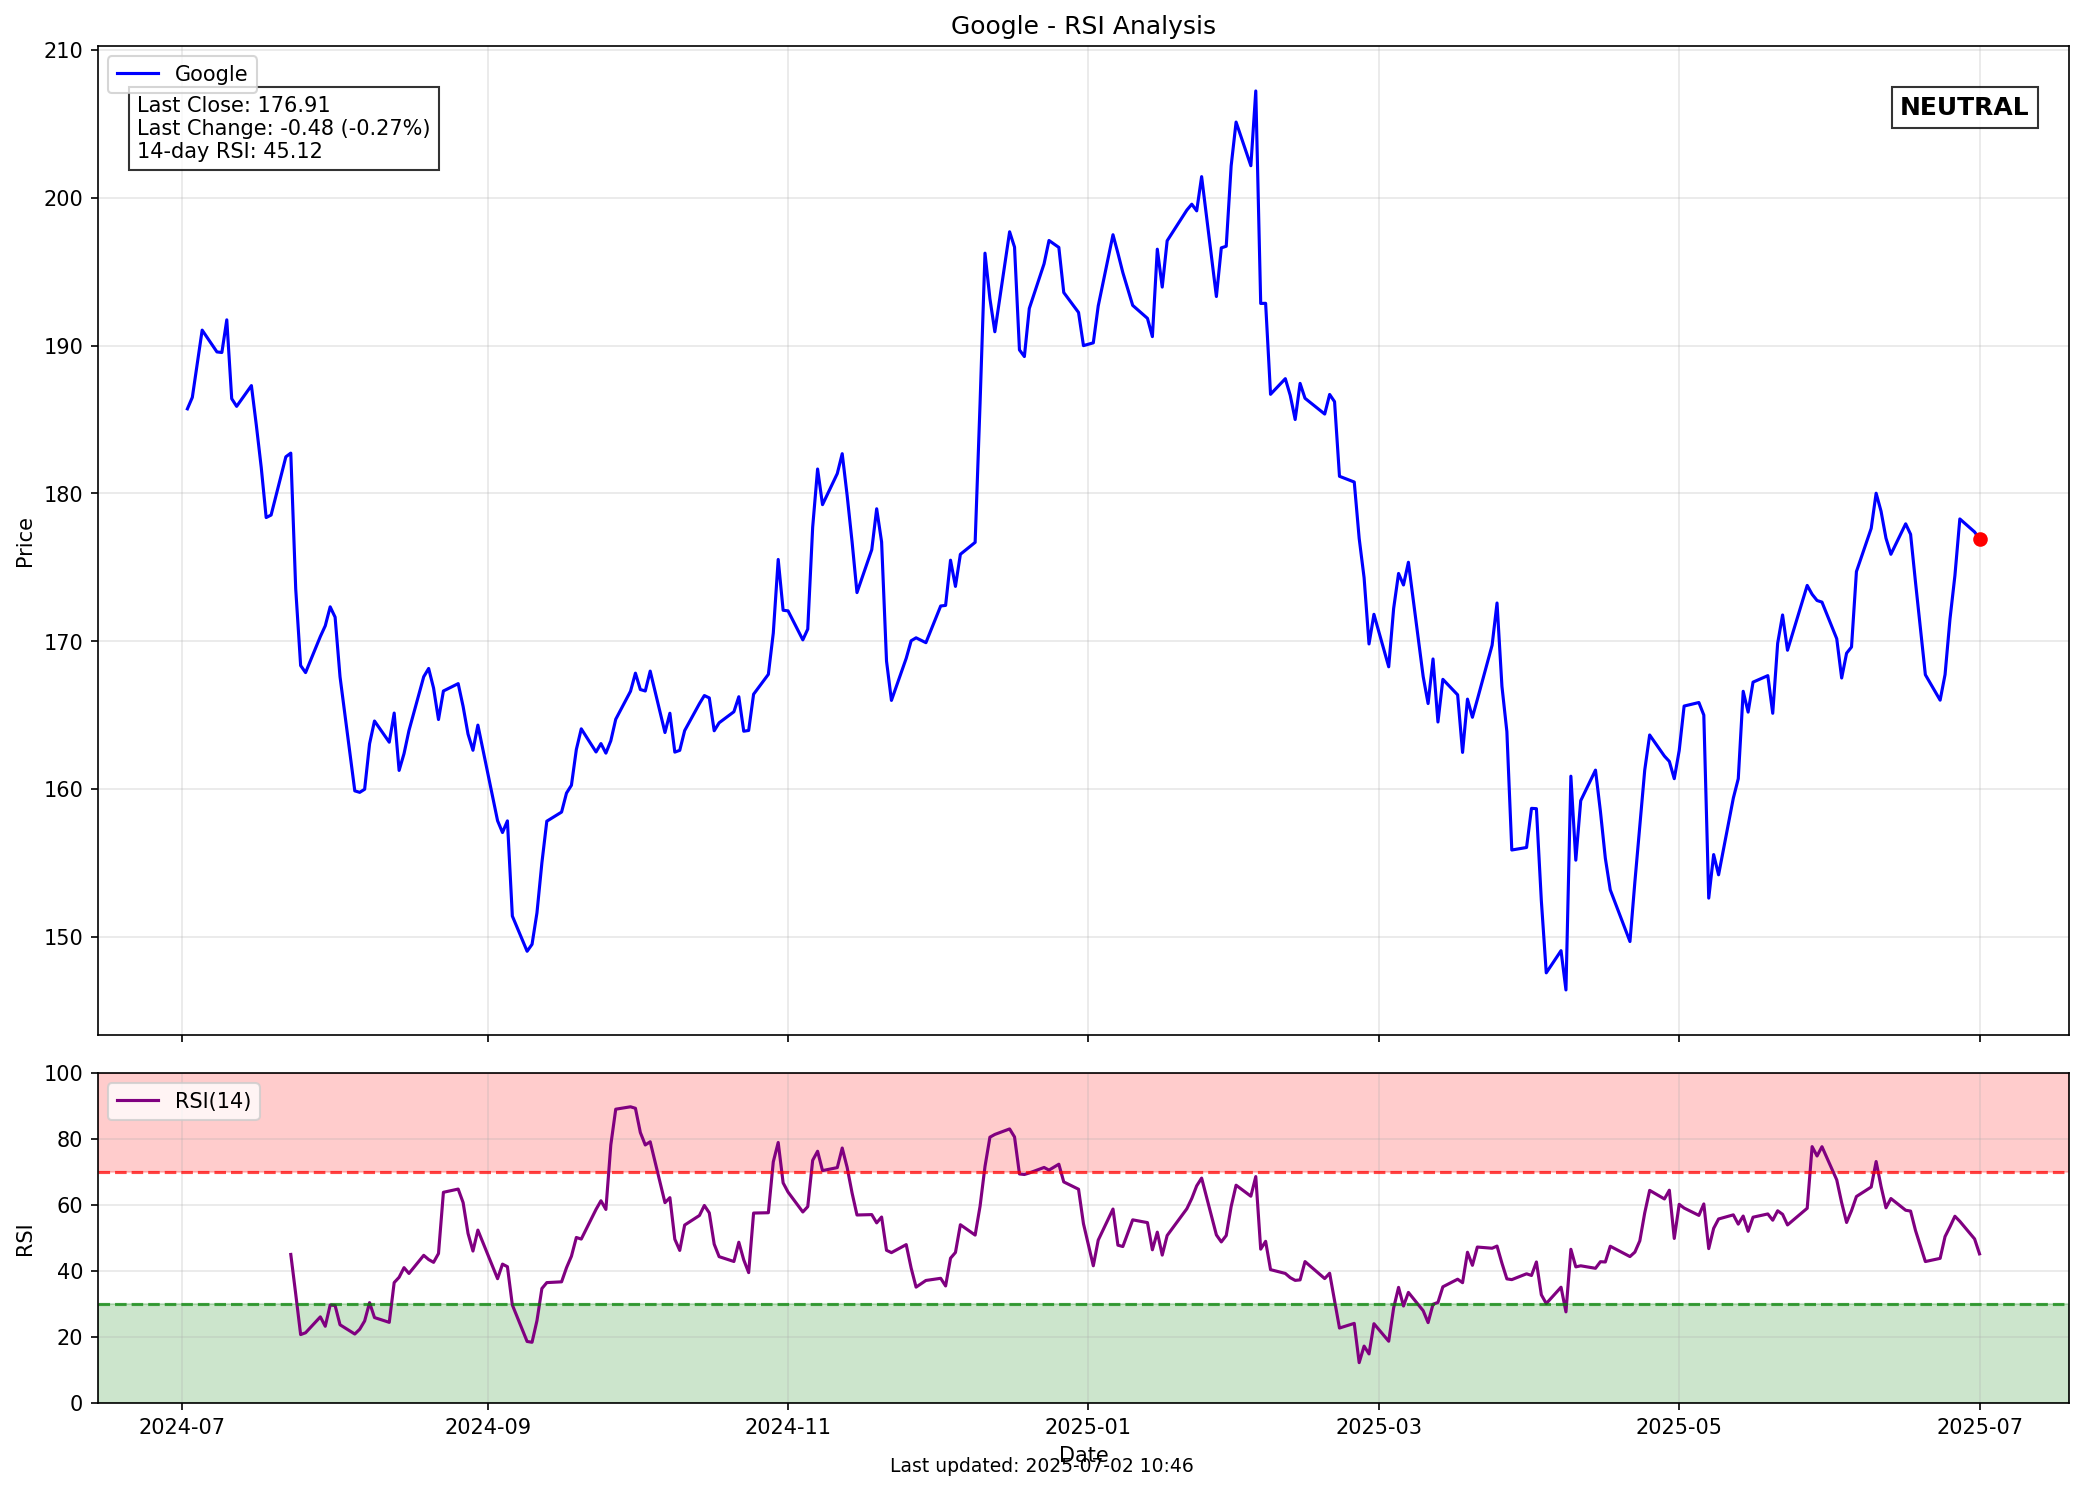 Google - RSI Analysis
Google
Last Close: 176.91
Last Change: -0.48 (-0.27%)
14-day RSI: 45.12
NEUTRAL
Price
210
200
190
180
170
160
150
RSI(14)
RSI
100
80
60
40
20
0
2024-07
2024-09
2024-11
2025-01
2025-03
2025-05
2025-07
Date
Last updated: 2025-07-02 10:46